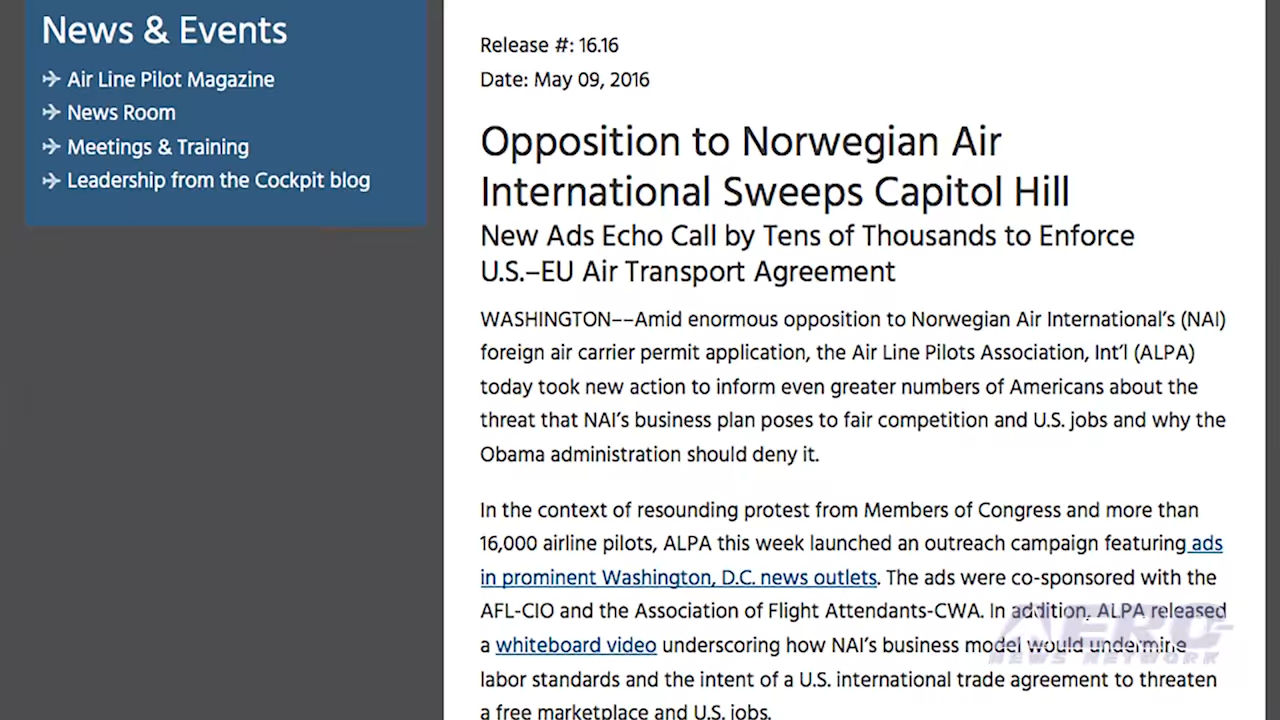 News & Events
Air Line Pilot Magazine
News Room
Meetings & Training
Leadership from the Cockpit blog
Release #: 16.16
Date: May 09, 2016
Opposition to Norwegian Air
International Sweeps Capitol Hill
New Ads Echo Call by Tens of Thousands to Enforce
U.S.–EU Air Transport Agreement
WASHINGTON––Amid enormous opposition to Norwegian Air International's (NAI)
foreign air carrier permit application, the Air Line Pilots Association, Int'l (ALPA)
today took new action to inform even greater numbers of Americans about the
threat that NAI's business plan poses to fair competition and U.S. jobs and why the
Obama administration should deny it.
In the context of resounding protest from Members of Congress and more than
16,000 airline pilots, ALPA this week launched an outreach campaign featuring ads
in prominent Washington, D.C. news outlets. The ads were co-sponsored with the
AFL-CIO and the Association of Flight Attendants-CWA. In addition, ALPA released
a whiteboard video underscoring how NAI's business model would undermine
labor standards and the intent of a U.S. international trade agreement to threaten
a free marketplace and U.S. jobs.
AERO
NEWS NETWORK